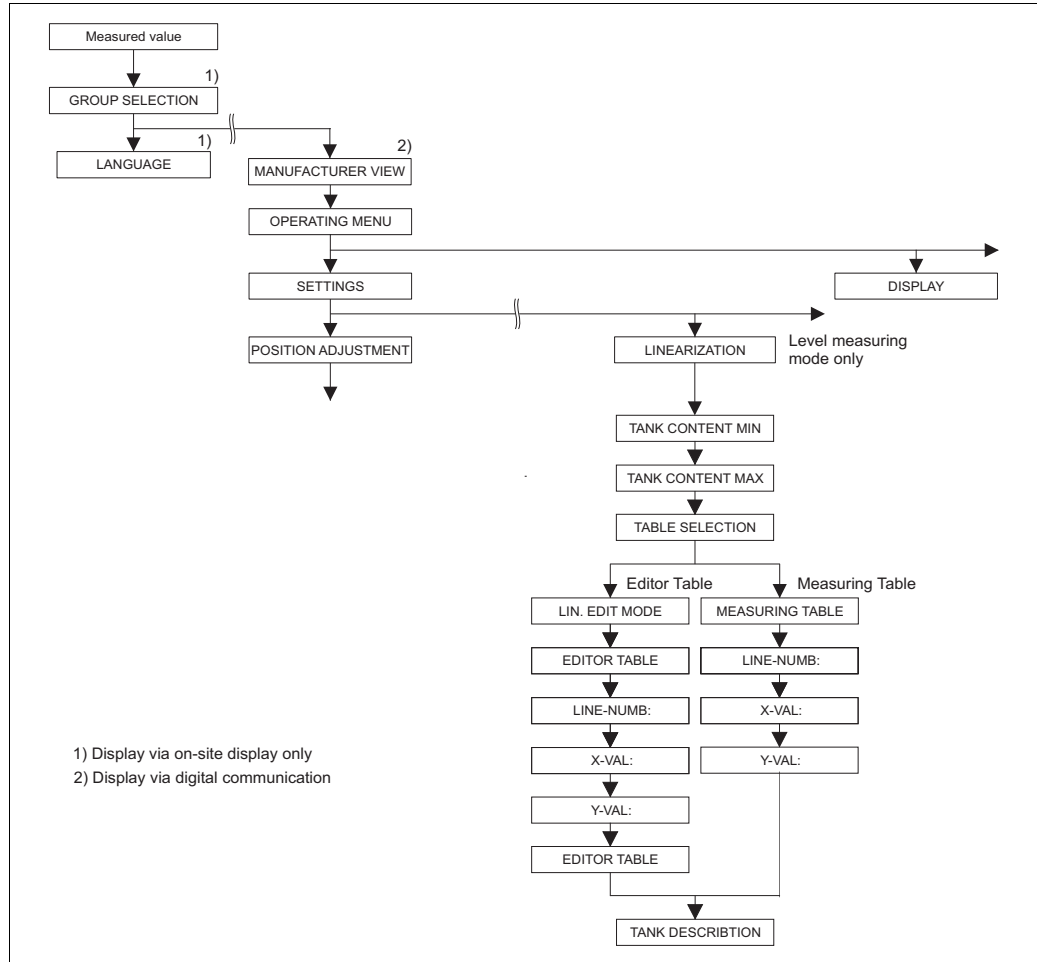 Measured value
1)
GROUP SELECTION
1)
LANGUAGE
2)
MANUFACTURER VIEW
OPERATING MENU
SETTINGS
DISPLAY
POSITION ADJUSTMENT
LINEARIZATION
Level measuring
mode only
TANK CONTENT MIN
TANK CONTENT MAX
TABLE SELECTION
Editor Table
Measuring Table
LIN. EDIT MODE
MEASURING TABLE
EDITOR TABLE
LINE-NUMB:
LINE-NUMB:
X-VAL:
X-VAL:
Y-VAL:
Y-VAL:
EDITOR TABLE
TANK DESCRIBTION
1) Display via on-site display only
2) Display via digital communication